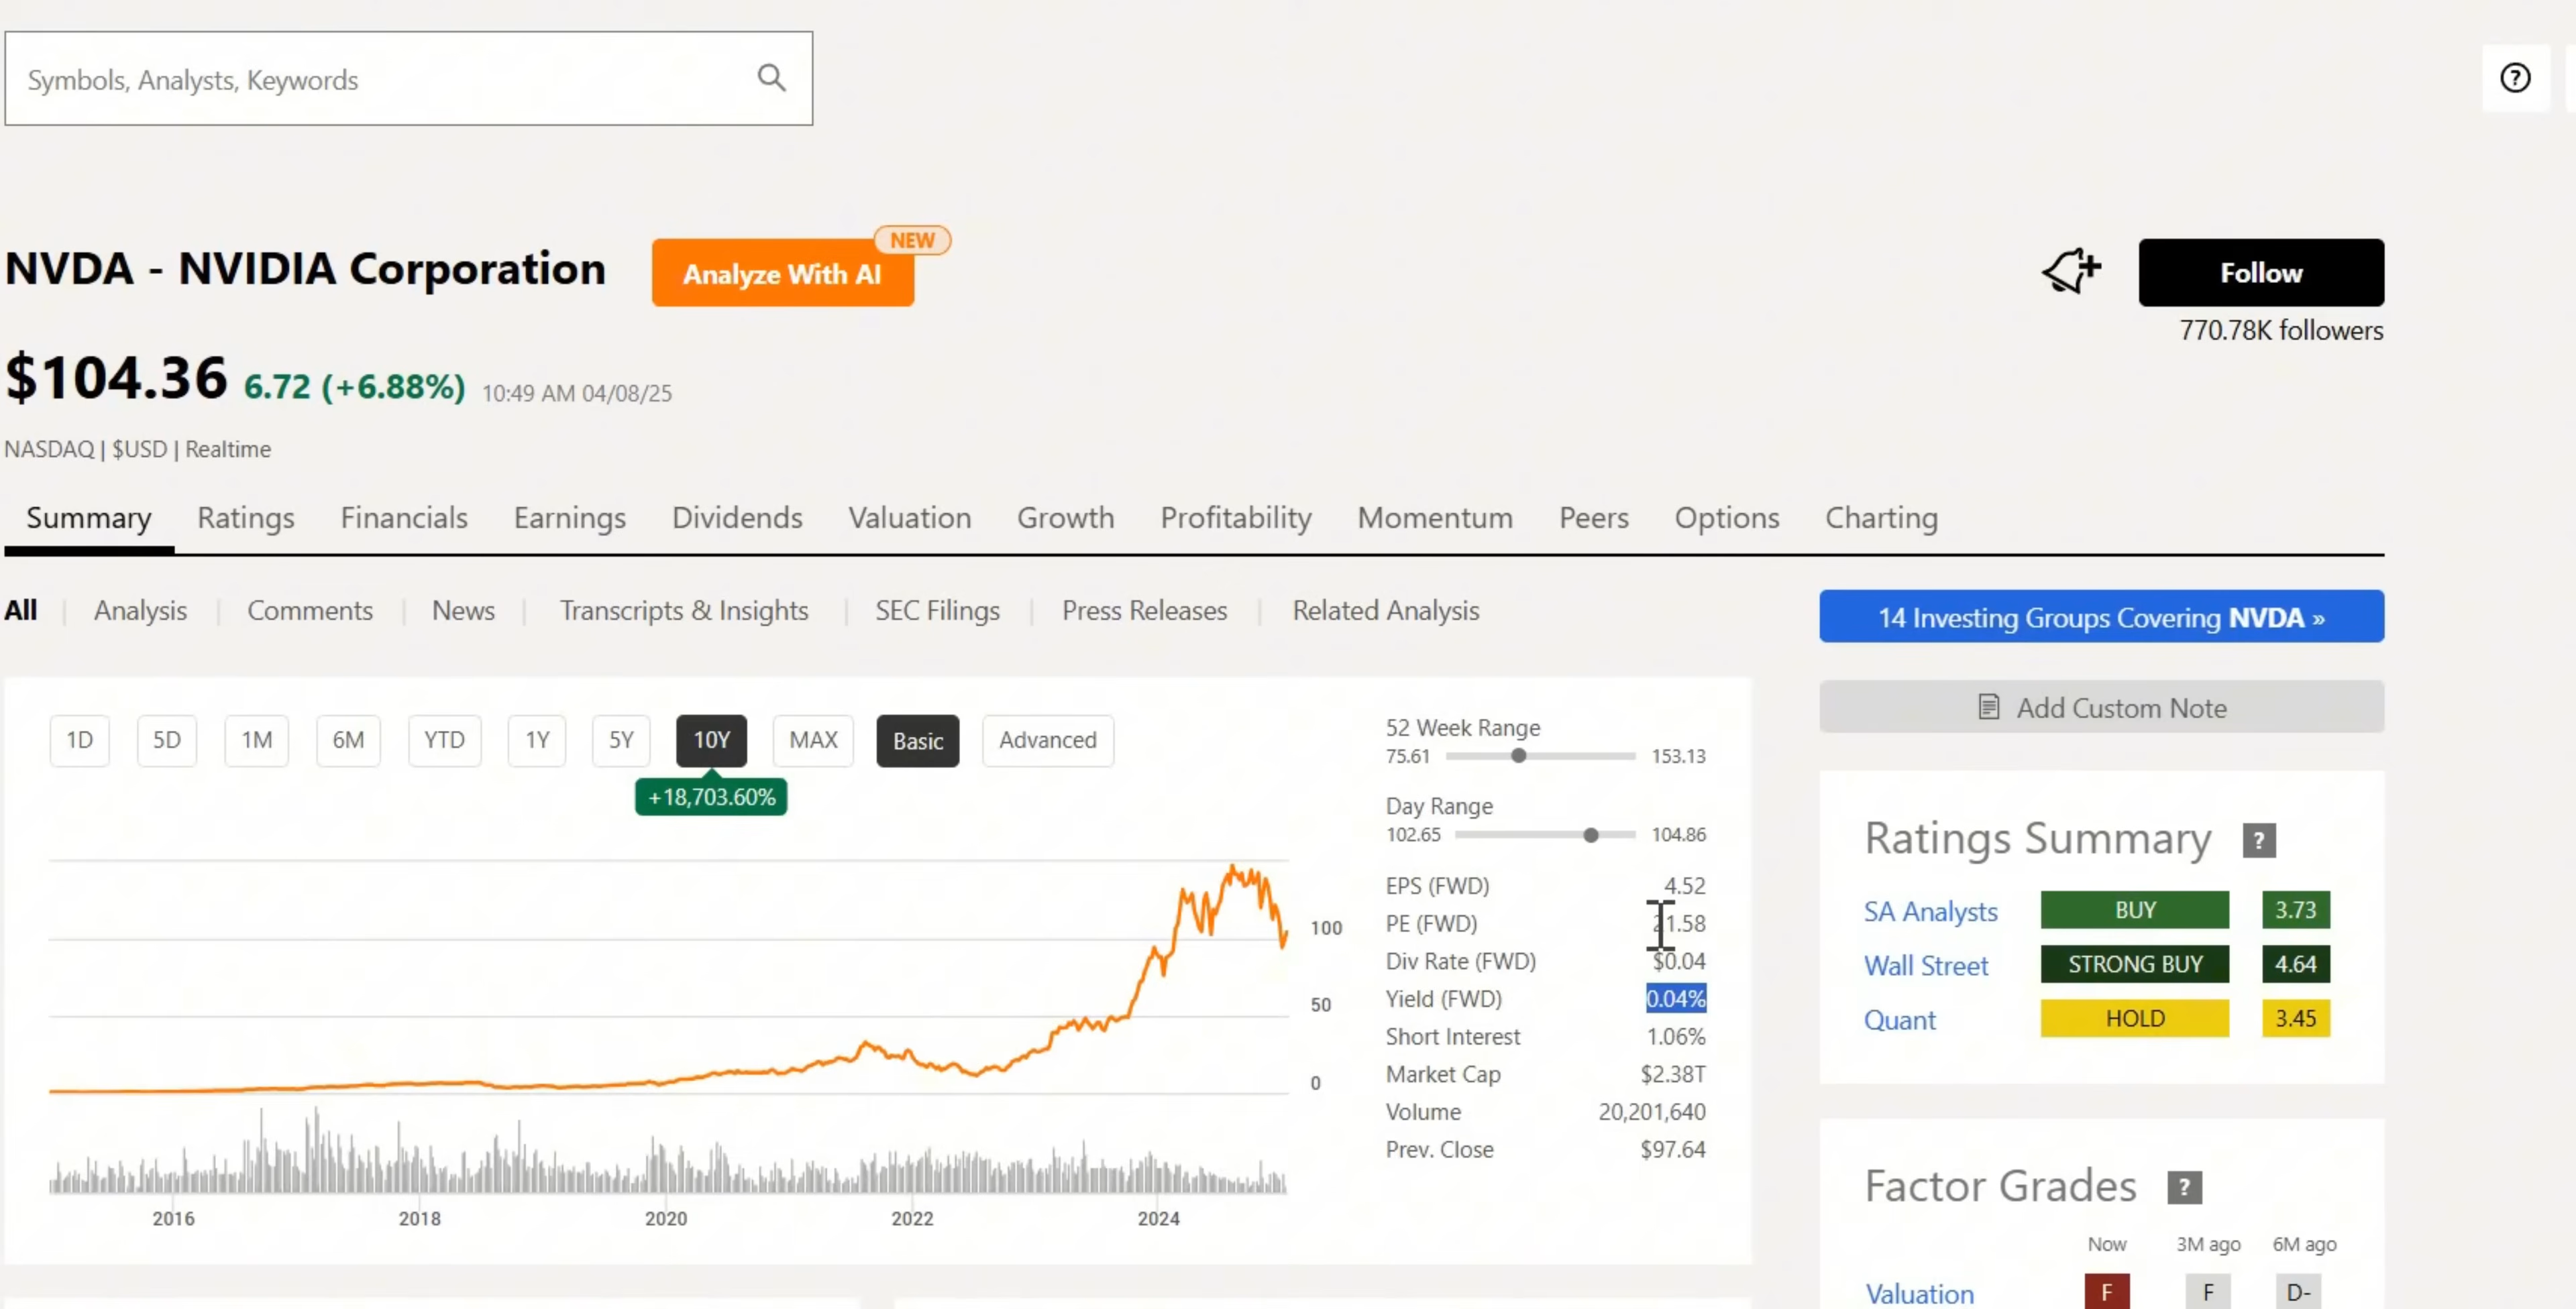 Symbols, Analysts, Keywords
NVDA - NVIDIA Corporation
Analyze With AI
NEW
Follow
770.78K followers
$104.36 6.72 (+6.88%) 10:49 AM 04/08/25
NASDAQ | $USD | Realtime
Summary Ratings Financials Earnings Dividends Valuation Growth Profitability Momentum Peers Options Charting
All | Analysis | Comments | News | Transcripts & Insights | SEC Filings | Press Releases | Related Analysis
14 Investing Groups Covering NVDA »
Add Custom Note
1D 5D 1M 6M YTD 1Y 5Y 10Y MAX Basic Advanced
+18,703.60%
100
50
0
2016 2018 2020 2022 2024
52 Week Range
75.61 153.13
Day Range
102.65 104.86
EPS (FWD) 4.52
PE (FWD) 21.58
Div Rate (FWD) $0.04
Yield (FWD) 0.04%
Short Interest 1.06%
Market Cap $2.38T
Volume 20,201,640
Prev. Close $97.64
Ratings Summary ?
SA Analysts BUY 3.73
Wall Street STRONG BUY 4.64
Quant HOLD 3.45
Factor Grades ?
Now 3M ago 6M ago
Valuation F F D-